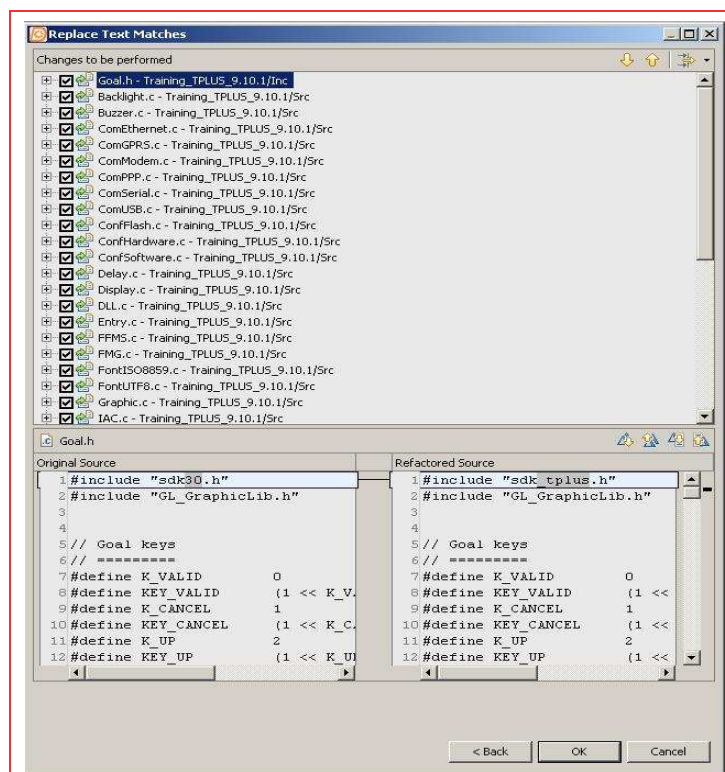 Replace Text Matches
Changes to be performed
Goal.h - Training_TPLUS_9.10.1/Inc
Backlight.c - Training_TPLUS_9.10.1/Src
Buzzer.c - Training_TPLUS_9.10.1/Src
ComEthernet.c - Training_TPLUS_9.10.1/Src
ComGPRS.c - Training_TPLUS_9.10.1/Src
ComModem.c - Training_TPLUS_9.10.1/Src
ComPPP.c - Training_TPLUS_9.10.1/Src
ComSerial.c - Training_TPLUS_9.10.1/Src
ComUSB.c - Training_TPLUS_9.10.1/Src
ConfFlash.c - Training_TPLUS_9.10.1/Src
ConfHardware.c - Training_TPLUS_9.10.1/Src
ConfSoftware.c - Training_TPLUS_9.10.1/Src
Delay.c - Training_TPLUS_9.10.1/Src
Display.c - Training_TPLUS_9.10.1/Src
DLL.c - Training_TPLUS_9.10.1/Src
Entry.c - Training_TPLUS_9.10.1/Src
FFMS.c - Training_TPLUS_9.10.1/Src
FMG.c - Training_TPLUS_9.10.1/Src
FontISO8859.c - Training_TPLUS_9.10.1/Src
FontUTF8.c - Training_TPLUS_9.10.1/Src
Graphic.c - Training_TPLUS_9.10.1/Src
IAC.c - Training_TPLUS_9.10.1/Src
.c Goal.h
Original Source
1 #include "sdk30.h"
2 #include "GL_GraphicLib.h"
3
4
5 // Goal keys
6 // =========
7 #define K_VALID 0
8 #define KEY_VALID (1 << K_V
9 #define K_CANCEL 1
10 #define KEY_CANCEL (1 << K_C
11 #define K_UP 2
12 #define KEY_UP (1 << K_U
Refactored Source
1 #include "sdk_tplus.h"
2 #include "GL_GraphicLib.h"
3
4
5 // Goal keys
6 // =========
7 #define K_VALID 0
8 #define KEY_VALID (1 <<
9 #define K_CANCEL 1
10 #define KEY_CANCEL (1 <<
11 #define K_UP 2
12 #define KEY_UP (1 <<
< Back OK Cancel